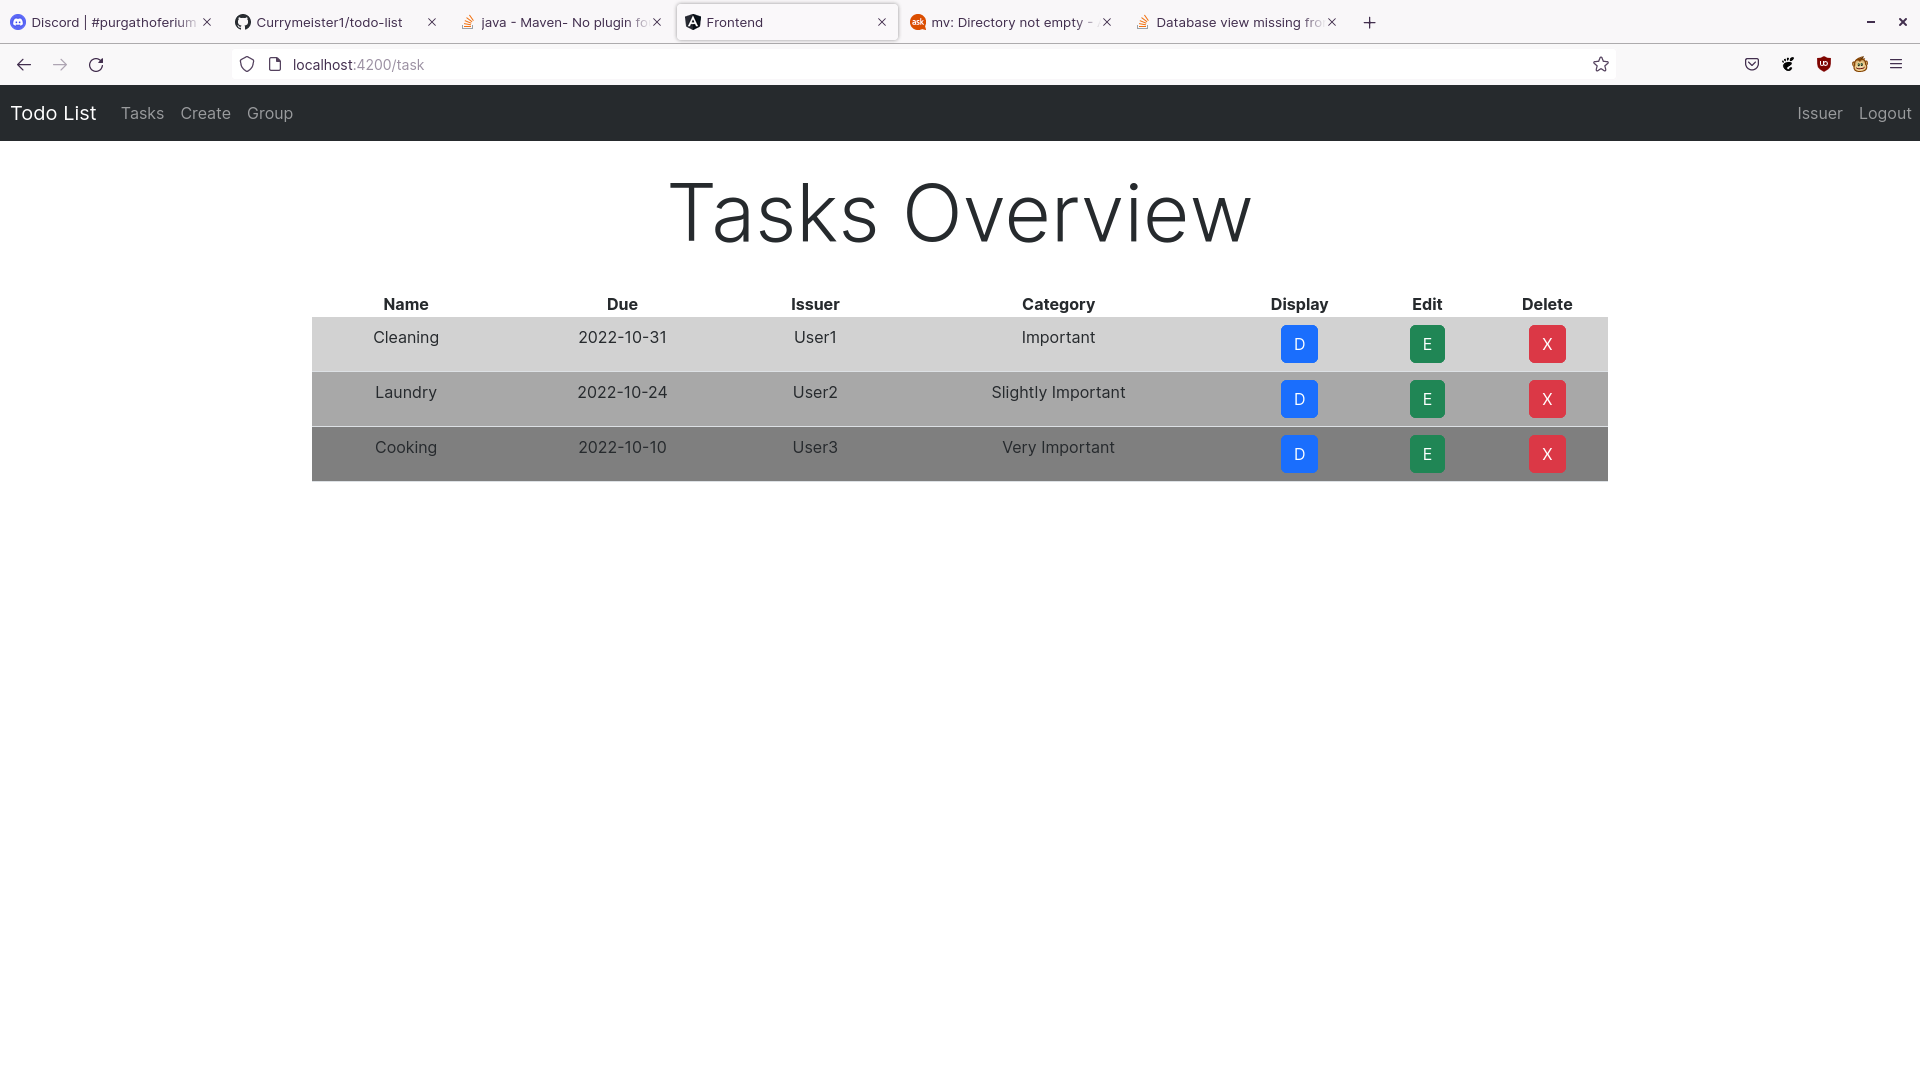 Discord | #purgathoferium
Currymeister1/todo-list
java - Maven- No plugin fo
Frontend
mv: Directory not empty -
Database view missing fro
localhost:4200/task
Todo List Tasks Create Group Issuer Logout
Tasks Overview
Name Due Issuer Category Display Edit Delete
Cleaning 2022-10-31 User1 Important D E X
Laundry 2022-10-24 User2 Slightly Important D E X
Cooking 2022-10-10 User3 Very Important D E X